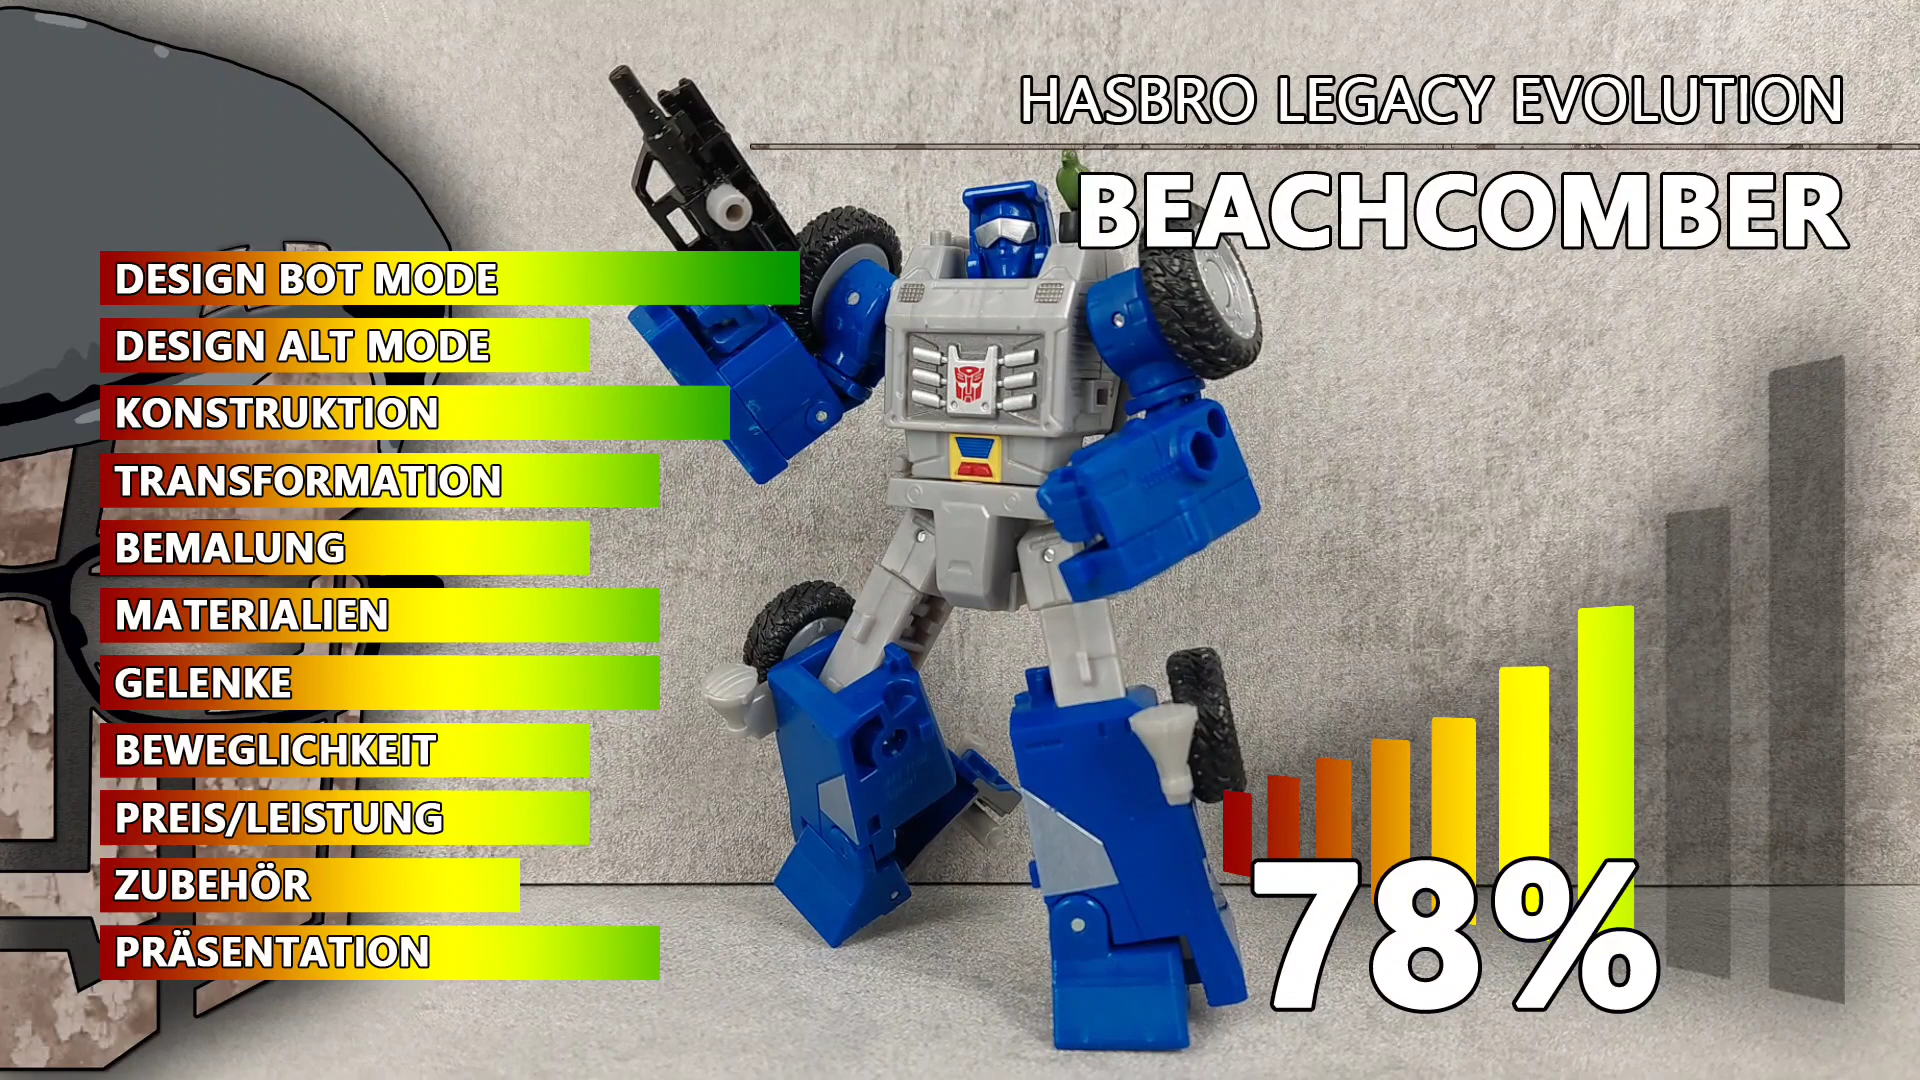 HASBRO LEGACY EVOLUTION
BEACHCOMBER
DESIGN BOT MODE
DESIGN ALT MODE
KONSTRUKTION
TRANSFORMATION
BEMALUNG
MATERIALIEN
GELENKE
BEWEGLICHKEIT
PREIS/LEISTUNG
ZUBEHÖR
PRÄSENTATION
78%